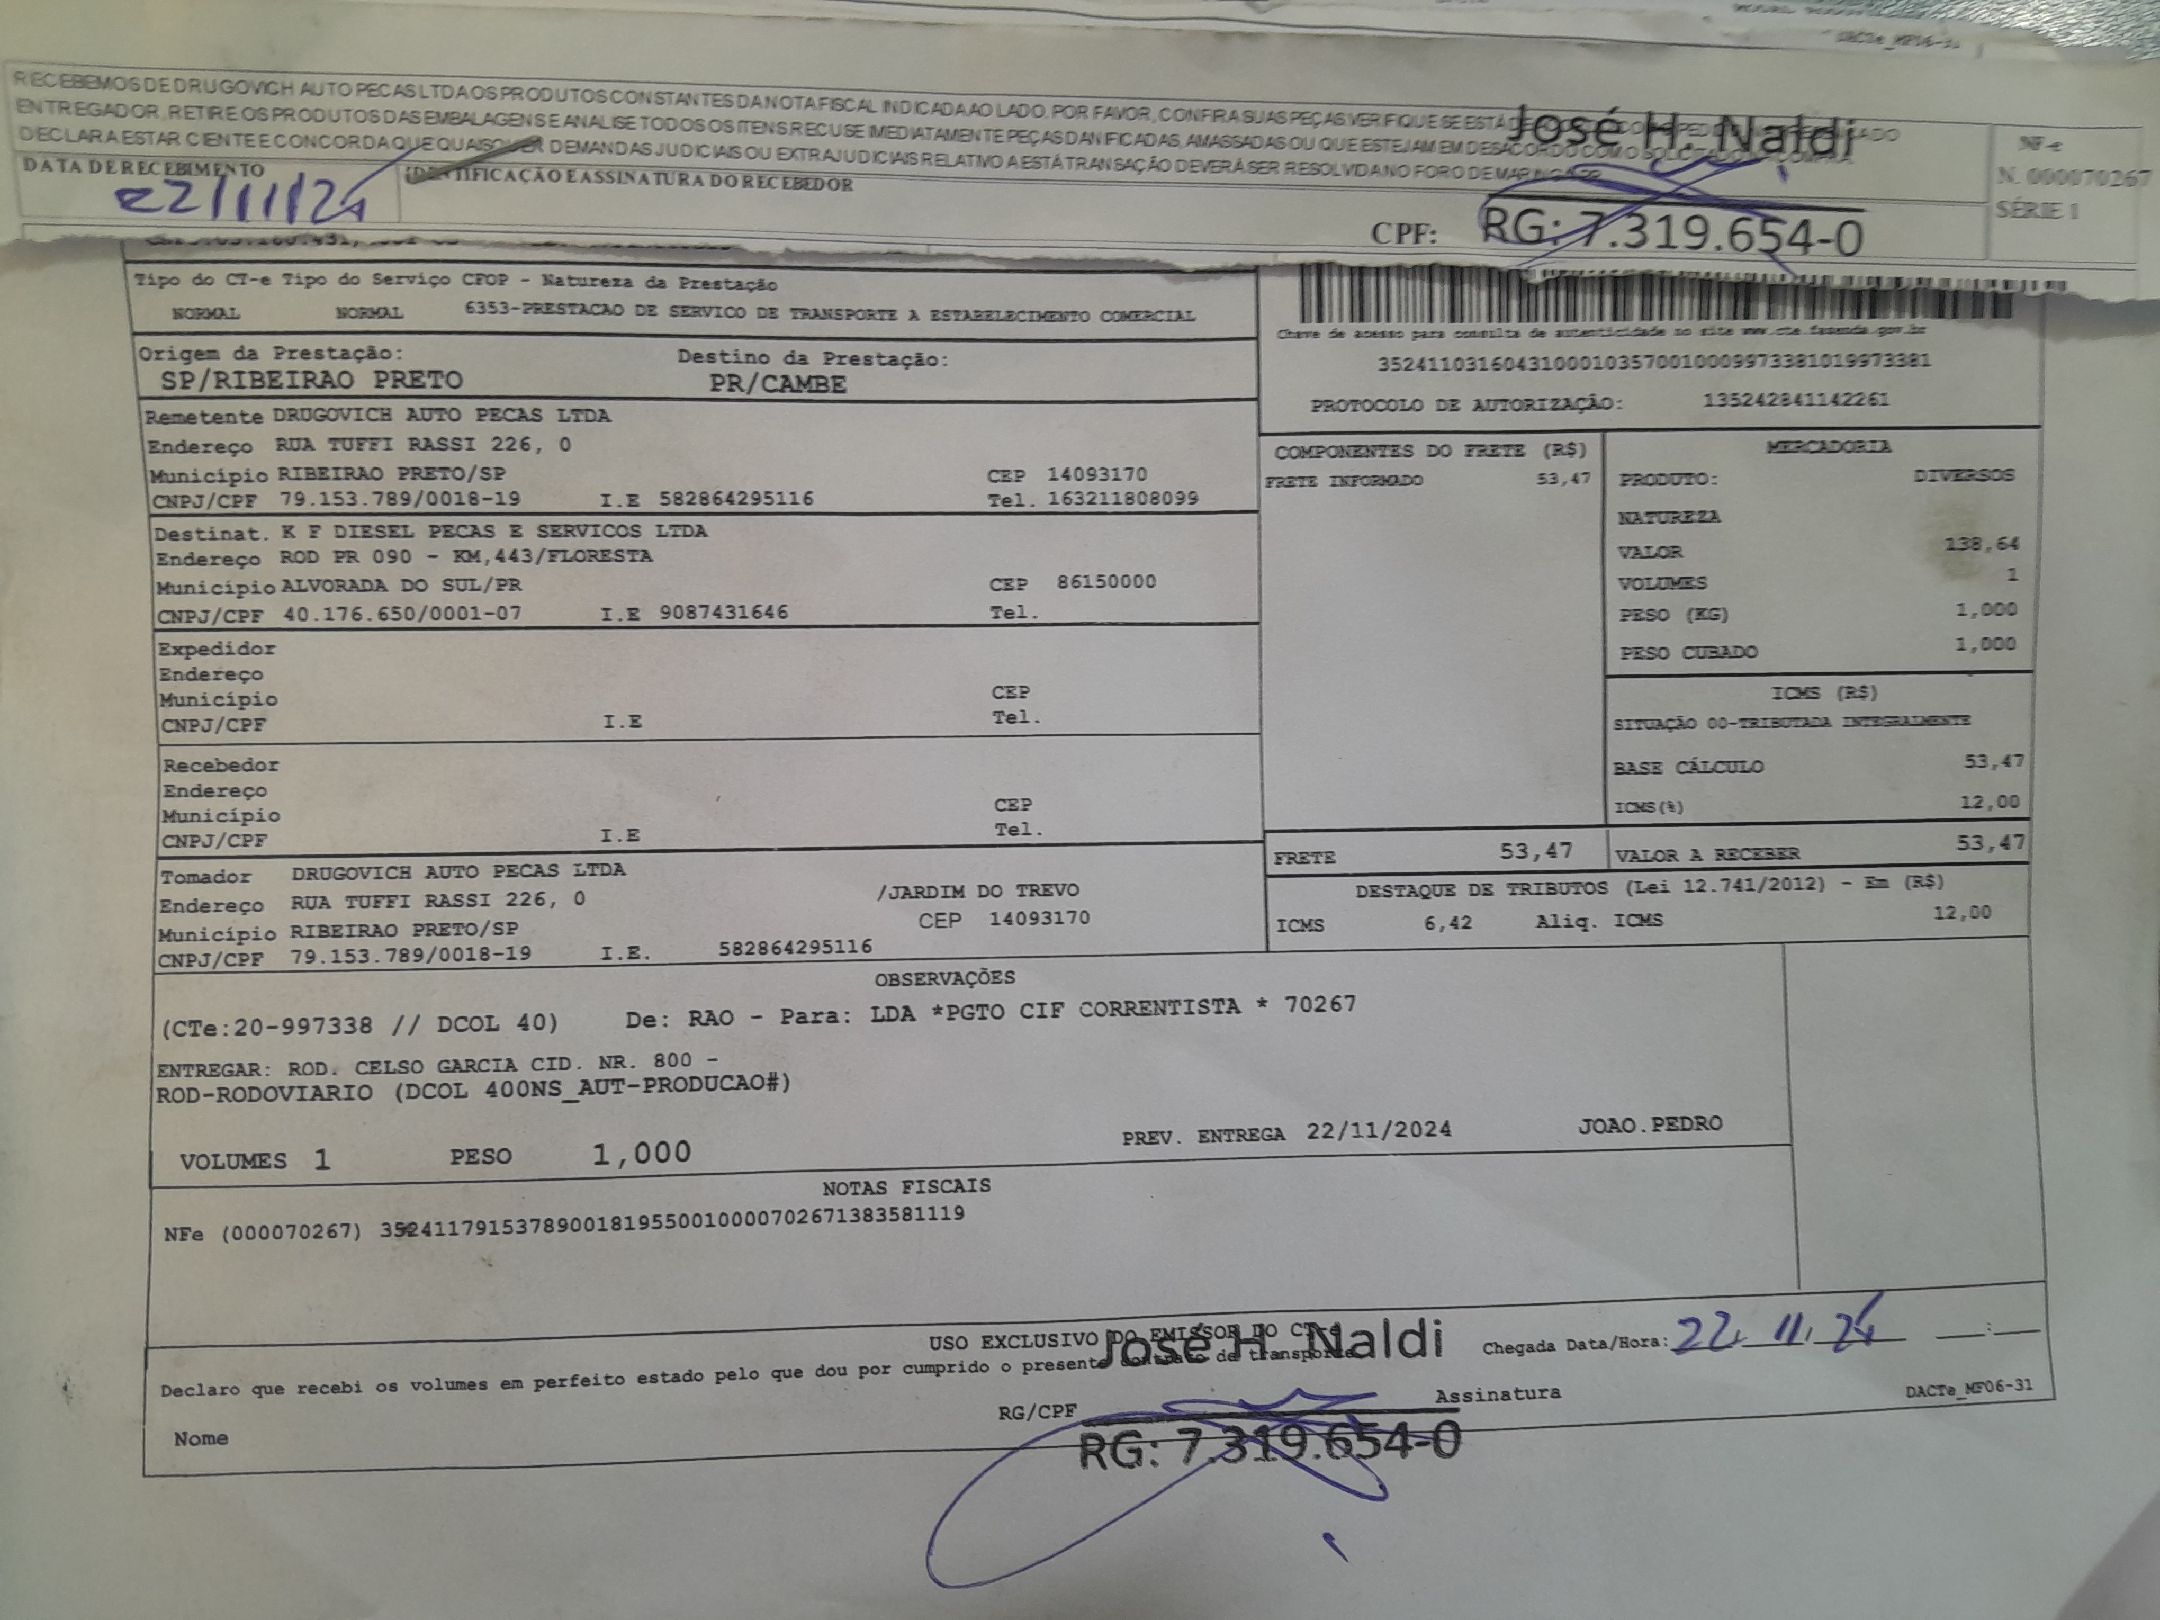 RECEBEMOS DE DRUGOVICH AUTO PECAS LTDA OS PRODUTOS CONSTANTES DA NOTA FISCAL INDICADA AO LADO. POR FAVOR, CONFIRA SUAS PEÇAS VERIFIQUE SE ESTÁ
ENTREGADOR, RETIRE OS PRODUTOS DAS EMBALAGENS E ANALISE TODOS OS ITENS, RECUSE IMEDIATAMENTE PEÇAS DANIFICADAS, AMASSADAS OU QUE ESTEJAM EM DESACORDO COM O SOLICITADO
DECLARA ESTAR CIENTE E CONCORDA QUE QUAISQUER DEMANDAS JUDICIAIS OU EXTRAJUDICIAIS RELATIVO A ESTÁ TRANSAÇÃO DEVERÁ SER RESOLVIDA NO FORO DE MARINGA PR
José H. Naldi
NF-e
N. 000070267
SÉRIE 1
DATA DE RECEBIMENTO
22/11/24
IDENTIFICAÇÃO E ASSINATURA DO RECEBEDOR
CPF: RG: 7.319.654-0
Tipo do CT-e Tipo do Serviço CFOP - Natureza da Prestação
NORMAL NORMAL 6353-PRESTACAO DE SERVICO DE TRANSPORTE A ESTABELECIMENTO COMERCIAL
Chave de acesso para consulta de autenticidade no site www.cte.fazenda.gov.br
35241103160431000103570010009973381019973381
PROTOCOLO DE AUTORIZAÇÃO: 135242841142261
Origem da Prestação: Destino da Prestação:
SP/RIBEIRAO PRETO PR/CAMBE
Remetente DRUGOVICH AUTO PECAS LTDA
Endereço RUA TUFFI RASSI 226, 0
Município RIBEIRAO PRETO/SP CEP 14093170
CNPJ/CPF 79.153.789/0018-19 I.E 582864295116 Tel. 163211808099
Destinat. K F DIESEL PECAS E SERVICOS LTDA
Endereço ROD PR 090 - KM,443/FLORESTA
Município ALVORADA DO SUL/PR CEP 86150000
CNPJ/CPF 40.176.650/0001-07 I.E 9087431646 Tel.
Expedidor
Endereço
Município CEP
CNPJ/CPF I.E Tel.
Recebedor
Endereço
Município CEP
CNPJ/CPF I.E Tel.
Tomador DRUGOVICH AUTO PECAS LTDA
Endereço RUA TUFFI RASSI 226, 0 /JARDIM DO TREVO
Município RIBEIRAO PRETO/SP CEP 14093170
CNPJ/CPF 79.153.789/0018-19 I.E. 582864295116
COMPONENTES DO FRETE (R$)
FRETE INFORMADO 53,47
MERCADORIA
PRODUTO: DIVERSOS
NATUREZA
VALOR 138,64
VOLUMES 1
PESO (KG) 1,000
PESO CUBADO 1,000
ICMS (R$)
SITUAÇÃO 00-TRIBUTADA INTEGRALMENTE
BASE CÁLCULO 53,47
ICMS(%) 12,00
FRETE 53,47 VALOR A RECEBER 53,47
DESTAQUE DE TRIBUTOS (Lei 12.741/2012) - Em (R$)
ICMS 6,42 Aliq. ICMS 12,00
OBSERVAÇÕES
(CTe:20-997338 // DCOL 40) De: RAO - Para: LDA *PGTO CIF CORRENTISTA * 70267
ENTREGAR: ROD. CELSO GARCIA CID. NR. 800 -
ROD-RODOVIARIO (DCOL 400NS_AUT-PRODUCAO#)
PREV. ENTREGA 22/11/2024 JOAO.PEDRO
VOLUMES 1 PESO 1,000
NOTAS FISCAIS
NFe (000070267) 35241179153789001819550010000702671383581119
USO EXCLUSIVO DO EMISSOR DO CT-e
José H. Naldi
Chegada Data/Hora: 22. 11. 24 __:__
Declaro que recebi os volumes em perfeito estado pelo que dou por cumprido o presente contrato de transporte
Nome RG/CPF Assinatura DACTe_MF06-31
RG: 7.319.654-0